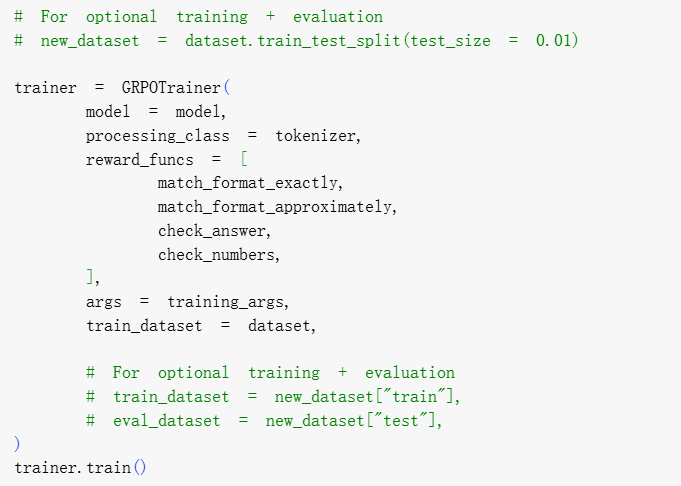 # For optional training + evaluation
# new_dataset = dataset.train_test_split(test_size = 0.01)

trainer = GRPOTrainer(
    model = model,
    processing_class = tokenizer,
    reward_funcs = [
        match_format_exactly,
        match_format_approximately,
        check_answer,
        check_numbers,
    ],
    args = training_args,
    train_dataset = dataset,

    # For optional training + evaluation
    # train_dataset = new_dataset["train"],
    # eval_dataset = new_dataset["test"],
)
trainer.train()